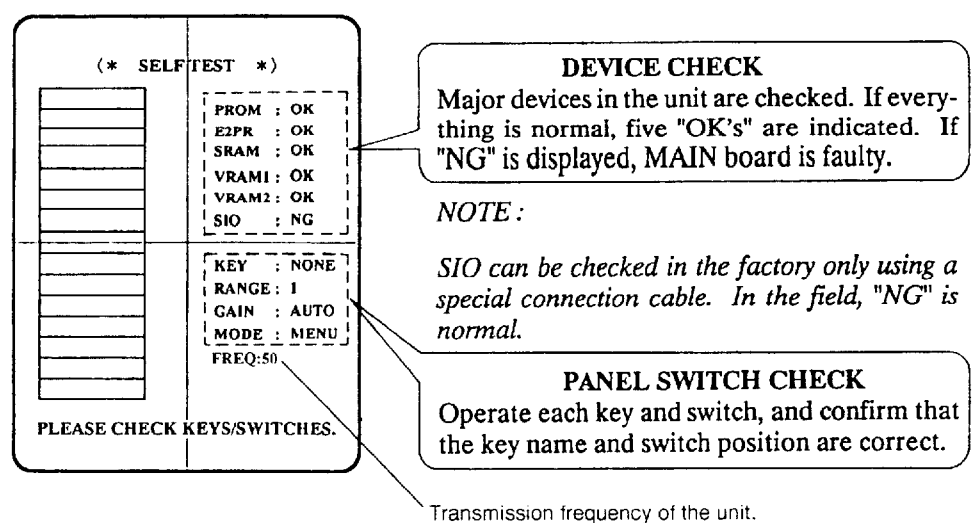 (* SELF TEST *)
PROM : OK
E2PR : OK
SRAM : OK
VRAM1 : OK
VRAM2 : OK
SIO : NG
KEY : NONE
RANGE : 1
GAIN : AUTO
MODE : MENU
FREQ:50
PLEASE CHECK KEYS/SWITCHES.
DEVICE CHECK
Major devices in the unit are checked. If every-
thing is normal, five "OK's" are indicated. If
"NG" is displayed, MAIN board is faulty.
NOTE :
SIO can be checked in the factory only using a
special connection cable. In the field, "NG" is
normal.
PANEL SWITCH CHECK
Operate each key and switch, and confirm that
the key name and switch position are correct.
Transmission frequency of the unit.